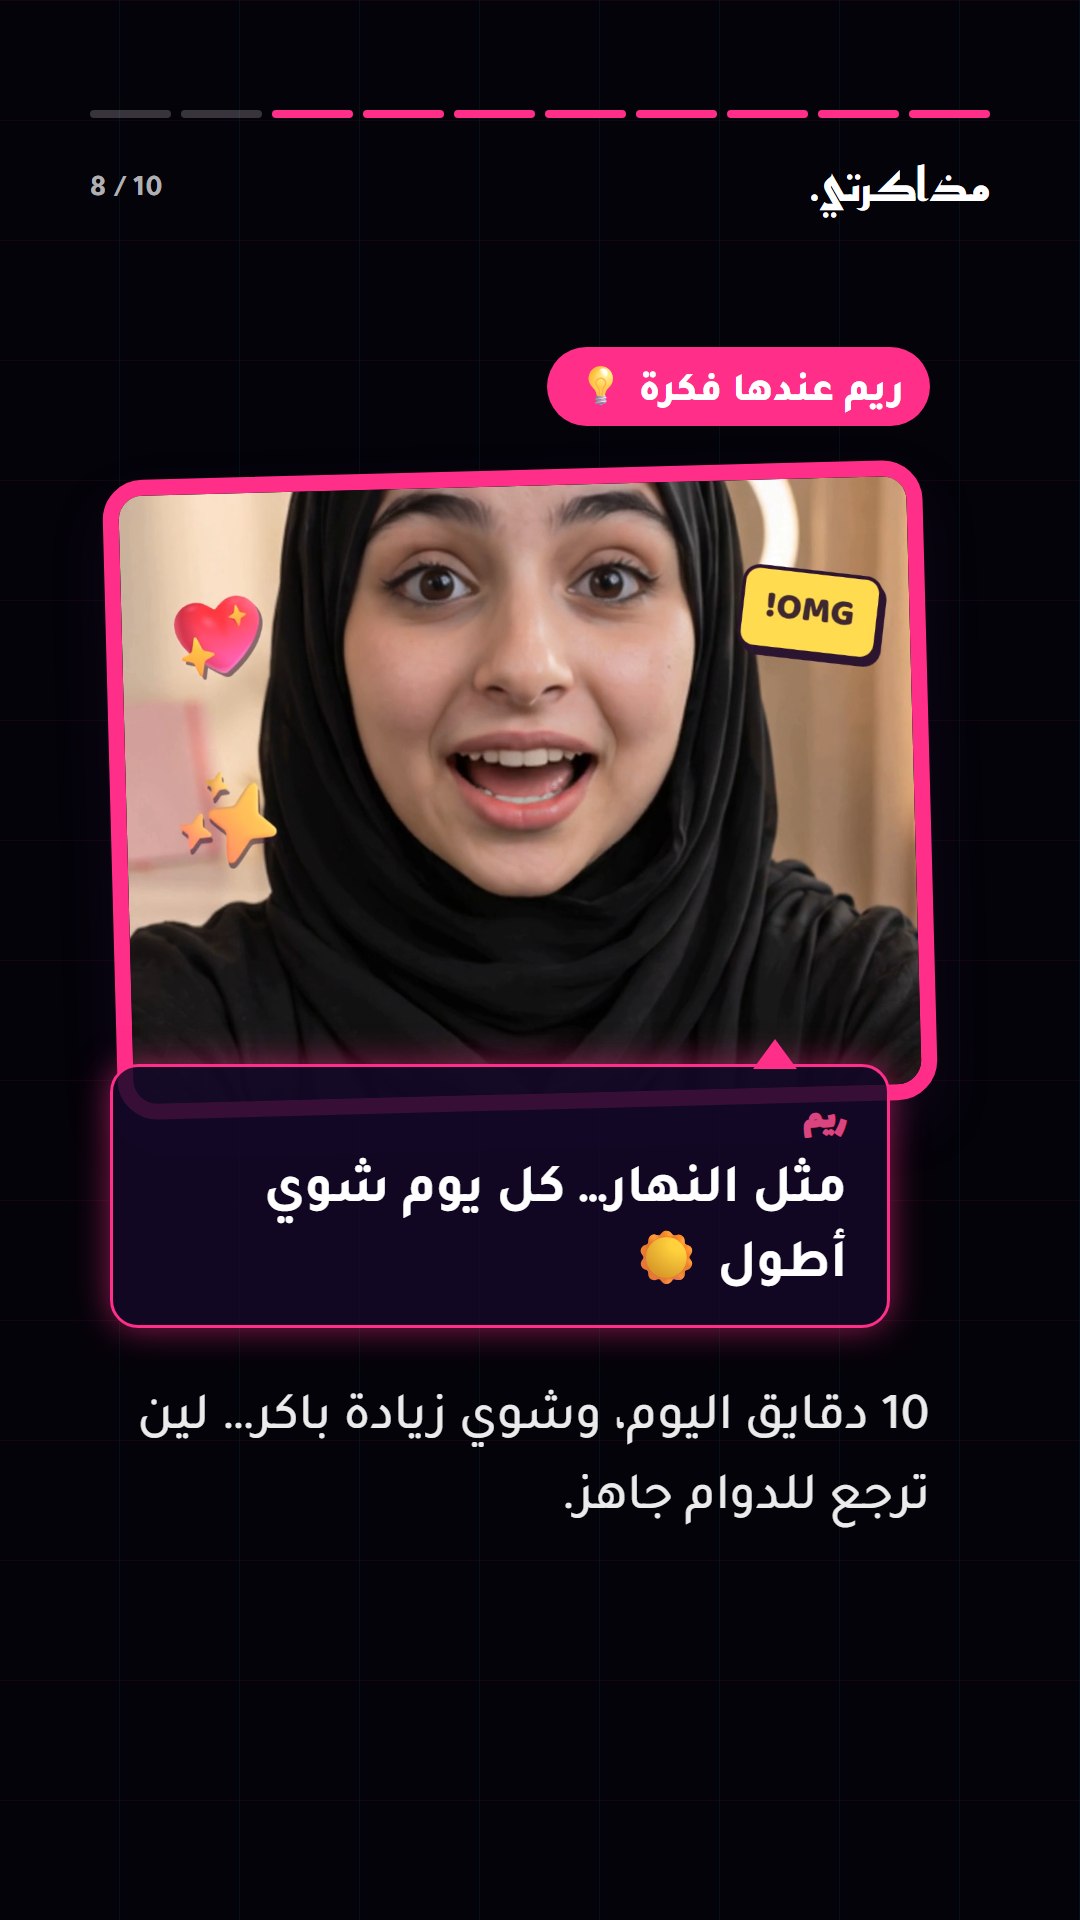 مذاكرتي.
8 / 10
ريم عندها فكرة 💡
OMG!
ريم
مثل النهار... كل يوم شوي
أطول ☀️
10 دقايق اليوم، وشوي زيادة باكر... لين
ترجع للدوام جاهز.